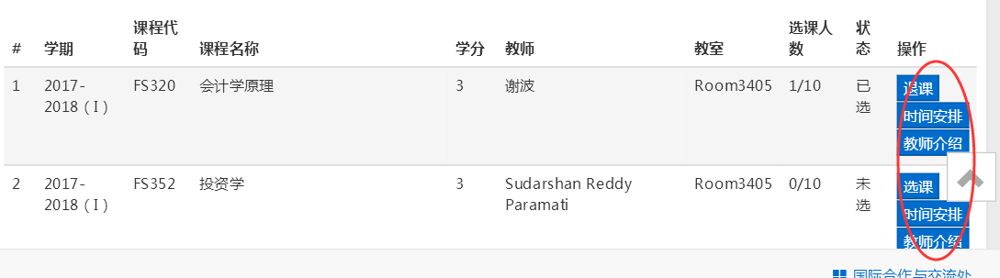 # 学期 课程代码 课程名称 学分 教师 教室 选课人数 状态 操作
1 2017-2018 ( I ) FS320 会计学原理 3 谢波 Room3405 1/10 已选 退课
时间安排
教师介绍
2 2017-2018 ( I ) FS352 投资学 3 Sudarshan Reddy Paramati Room3405 0/10 未选 选课
时间安排
教师介绍
国际合作与交流处